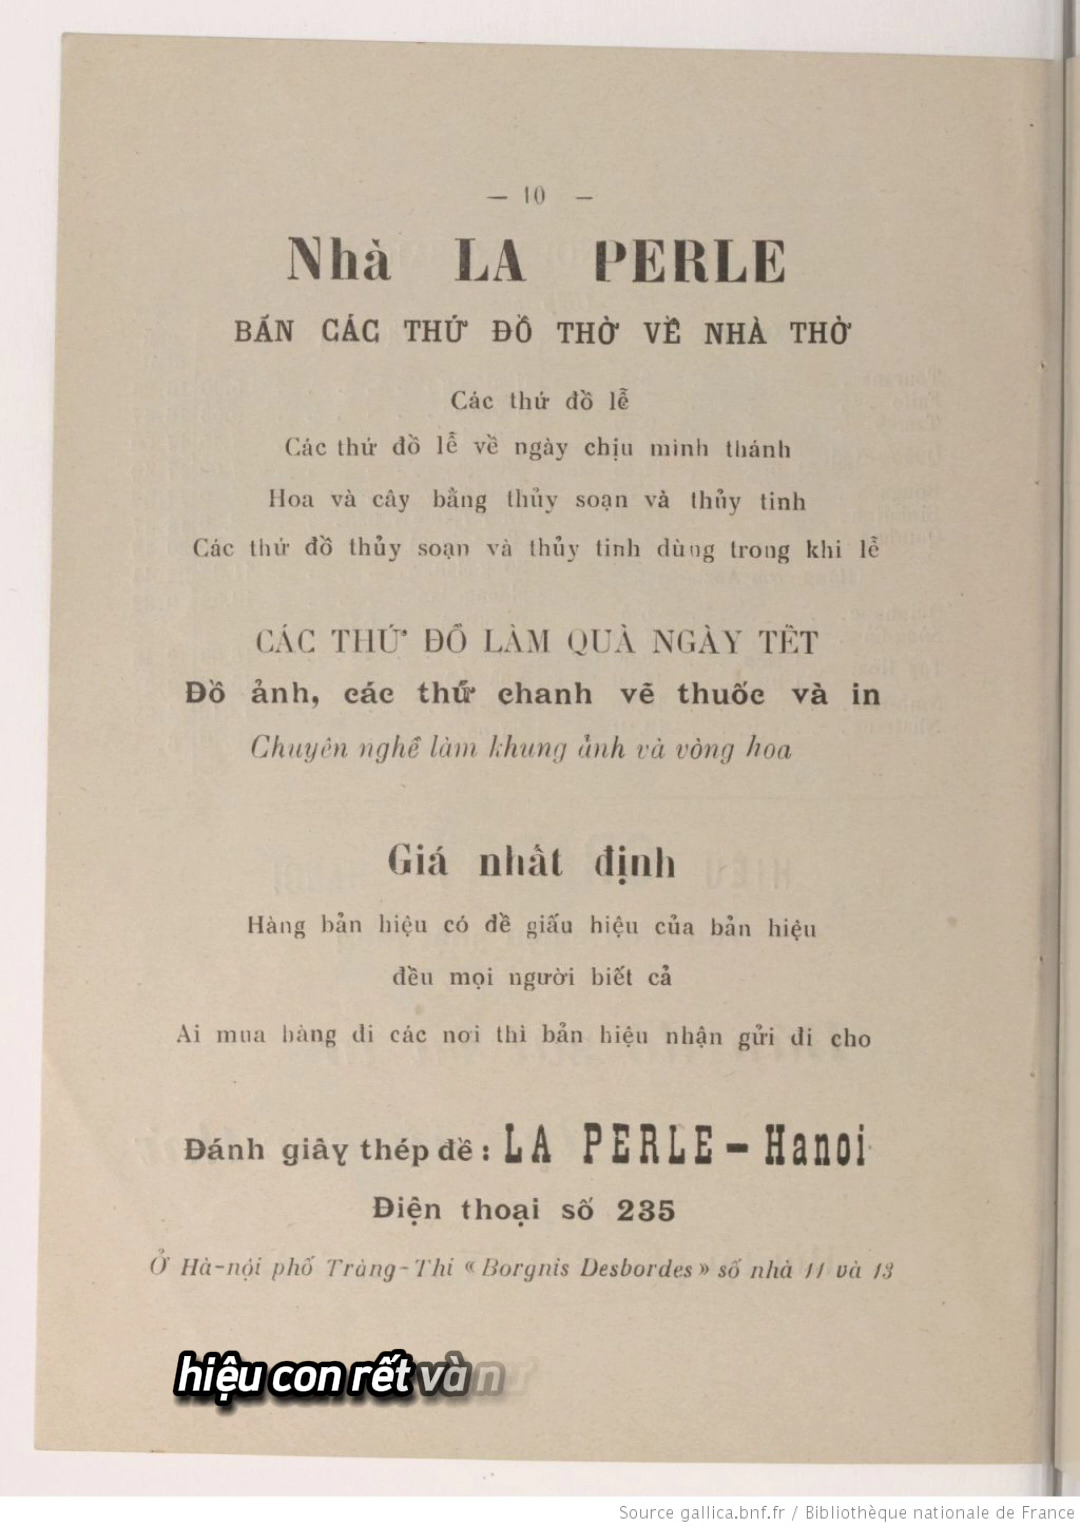 — 10 —
Nhà LA PERLE
BÁN CÁC THỨ ĐỒ THỜ VỀ NHÀ THỜ
Các thứ đồ lễ
Các thứ đồ lễ về ngày chịu mình thánh
Hoa và cây bằng thủy soạn và thủy tinh
Các thứ đồ thủy soạn và thủy tinh dùng trong khi lễ
CÁC THỨ ĐỒ LÀM QUÀ NGÀY TẾT
Đồ ảnh, các thứ chanh vẽ thuốc và in
Chuyên nghề làm khung ảnh và vòng hoa
Giá nhất định
Hàng bản hiệu có đề giấu hiệu của bản hiệu
đều mọi người biết cả
Ai mua hàng đi các nơi thì bản hiệu nhận gửi đi cho
Đánh giây thép đề : LA PERLE – Hanoi
Điện thoại số 235
Ở Hà-nội phố Tràng-Thi « Borgnis Desbordes » số nhà 11 và 13
hiệu con rết và n
Source gallica.bnf.fr / Bibliothèque nationale de France